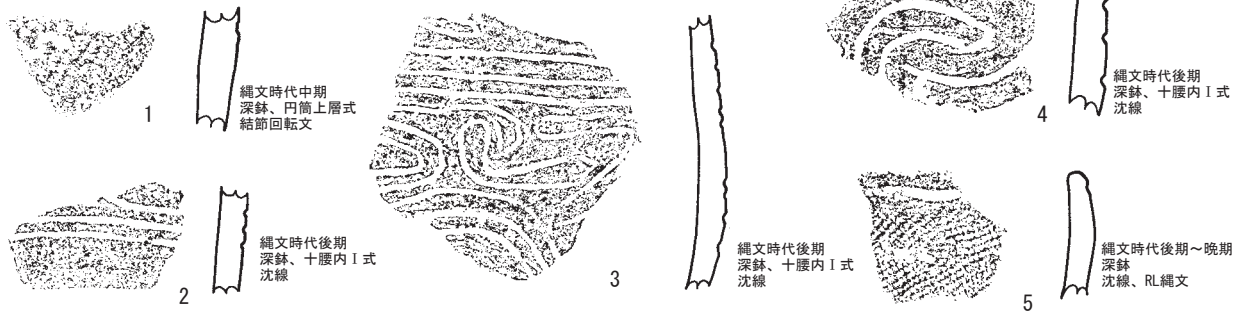 縄文時代中期
深鉢、円筒上層式
結節回転文
1
縄文時代後期
深鉢、十腰内Ⅰ式
沈線
2
縄文時代後期
深鉢、十腰内Ⅰ式
沈線
3
縄文時代後期
深鉢、十腰内Ⅰ式
沈線
4
縄文時代後期～晩期
深鉢
沈線、RL縄文
5